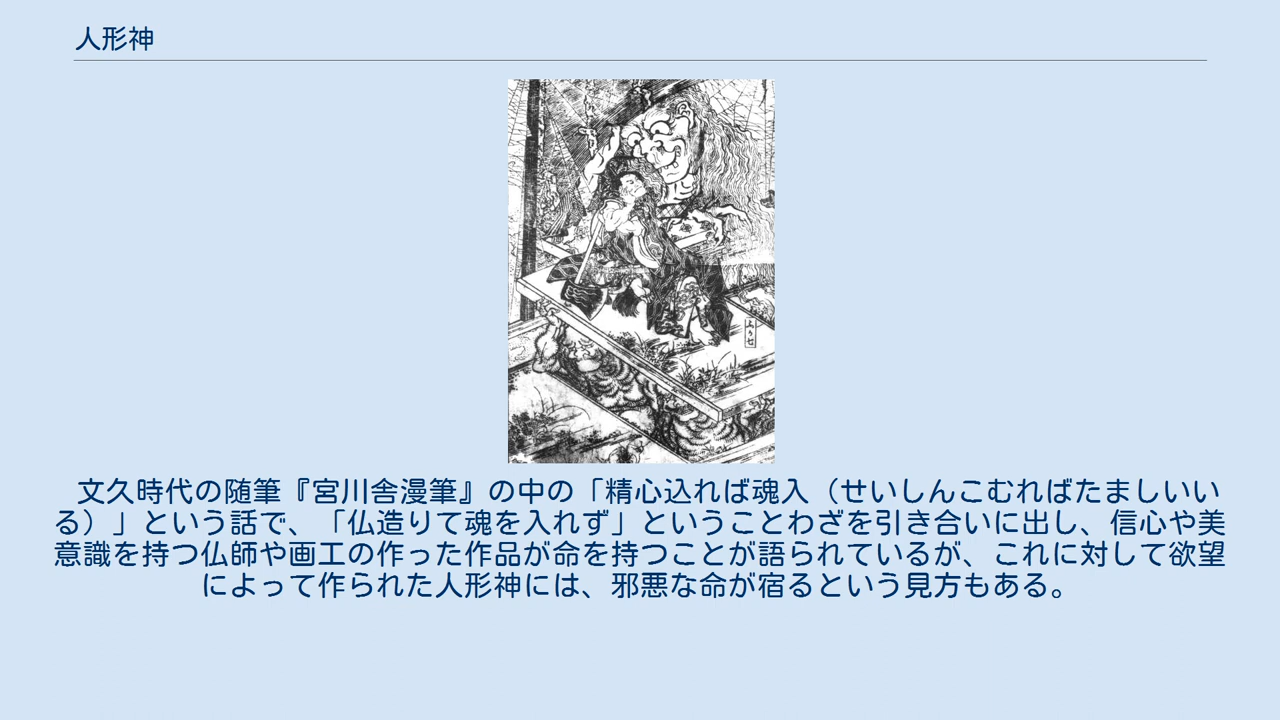 人形神
文久時代の随筆『宮川舎漫筆』の中の「精心込れば魂入（せいしんこむればたましいい
る）」という話で、「仏造りて魂を入れず」ということわざを引き合いに出し、信心や美
意識を持つ仏師や画工の作った作品が命を持つことが語られているが、これに対して欲望
によって作られた人形神には、邪悪な命が宿るという見方もある。